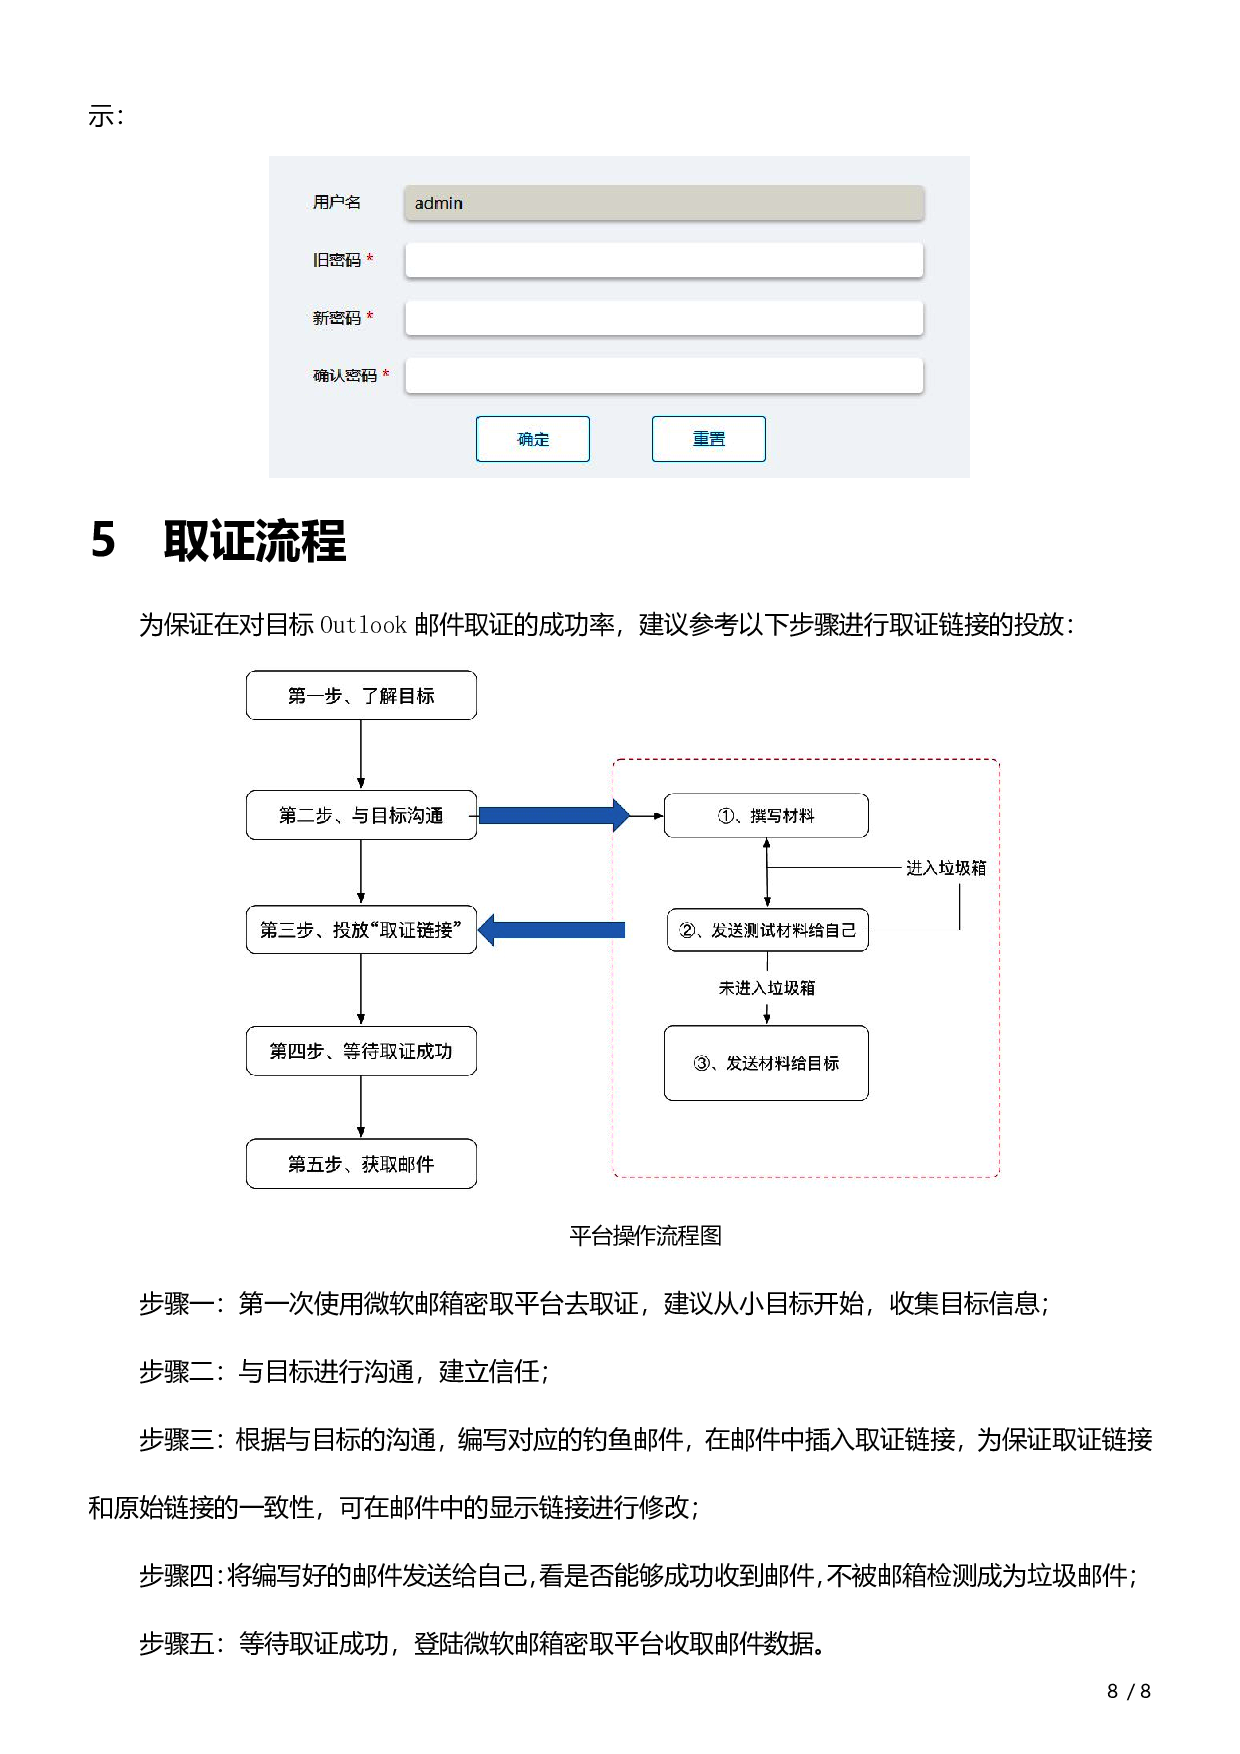 示：
用户名 admin
旧密码 *
新密码 *
确认密码 *
确定 重置
5 取证流程
为保证在对目标 Outlook 邮件取证的成功率，建议参考以下步骤进行取证链接的投放：
第一步、了解目标
第二步、与目标沟通
①、撰写材料
进入垃圾箱
第三步、投放“取证链接”
②、发送测试材料给自己
未进入垃圾箱
第四步、等待取证成功
③、发送材料给目标
第五步、获取邮件
平台操作流程图
步骤一：第一次使用微软邮箱密取平台去取证，建议从小目标开始，收集目标信息；
步骤二：与目标进行沟通，建立信任；
步骤三：根据与目标的沟通，编写对应的钓鱼邮件，在邮件中插入取证链接，为保证取证链接
和原始链接的一致性，可在邮件中的显示链接进行修改；
步骤四：将编写好的邮件发送给自己，看是否能够成功收到邮件，不被邮箱检测成为垃圾邮件；
步骤五：等待取证成功，登陆微软邮箱密取平台收取邮件数据。
8 / 8